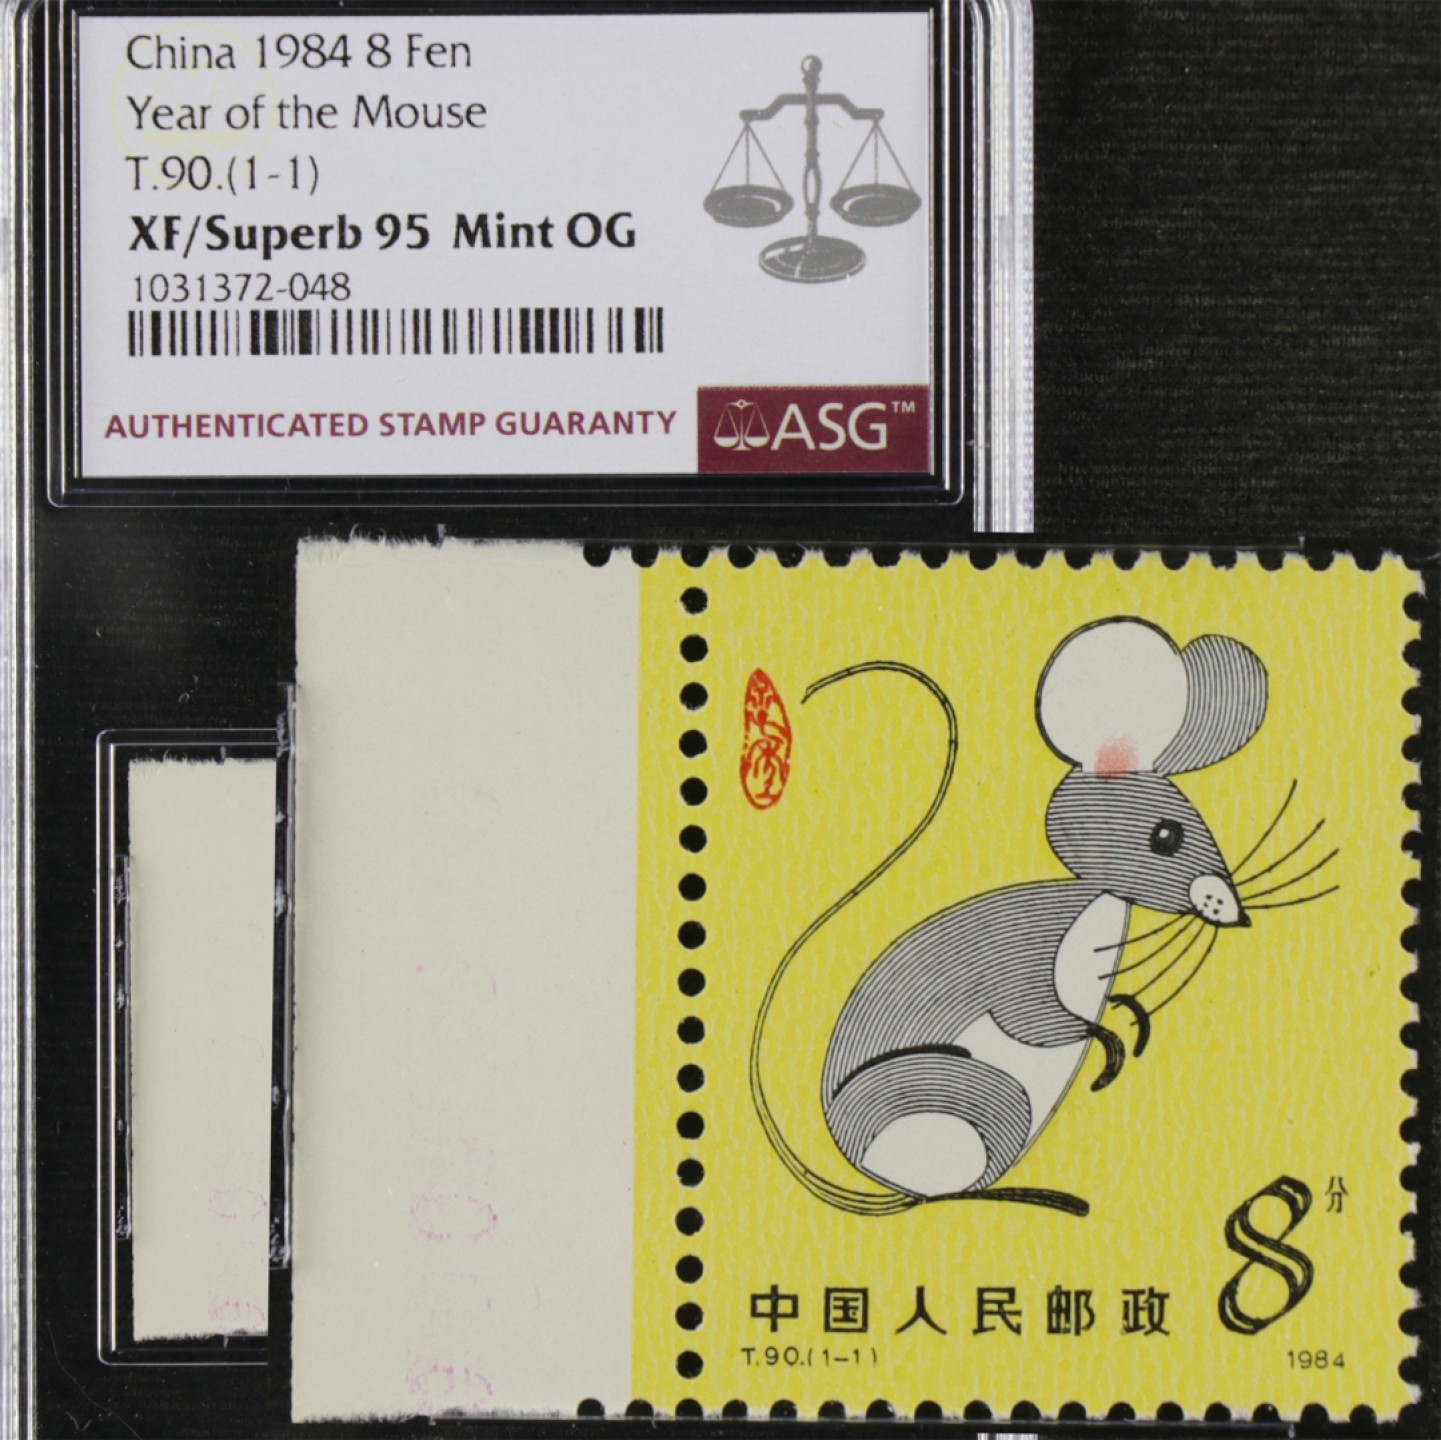 China 1984 8 Fen
Year of the Mouse
T.90.(1-1)
XF/Superb 95 Mint OG
1031372-048
AUTHENTICATED STAMP GUARANTY
ASG™
8分
中国人民邮政
T.90.(1-1)
1984